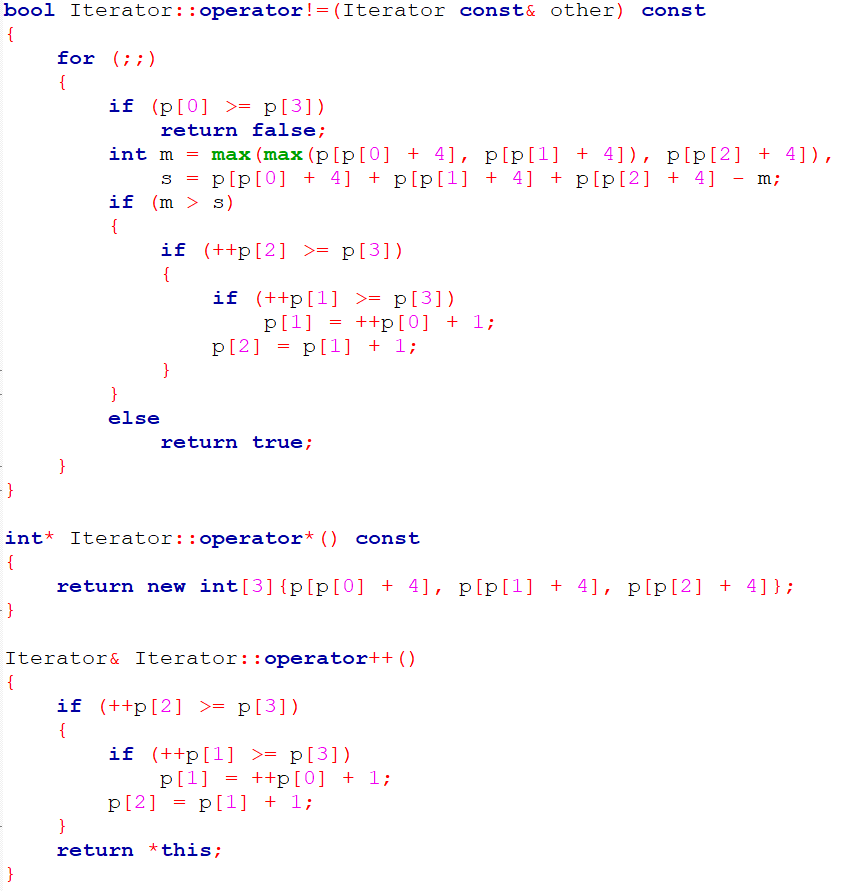 bool Iterator::operator!=(Iterator const& other) const
{
    for (;;)
    {
        if (p[0] >= p[3])
            return false;
        int m = max(max(p[p[0] + 4], p[p[1] + 4]), p[p[2] + 4]),
            s = p[p[0] + 4] + p[p[1] + 4] + p[p[2] + 4] - m;
        if (m > s)
        {
            if (++p[2] >= p[3])
            {
                if (++p[1] >= p[3])
                    p[1] = ++p[0] + 1;
                p[2] = p[1] + 1;
            }
        }
        else
            return true;
    }
}

int* Iterator::operator*() const
{
    return new int[3]{p[p[0] + 4], p[p[1] + 4], p[p[2] + 4]};
}

Iterator& Iterator::operator++()
{
    if (++p[2] >= p[3])
    {
        if (++p[1] >= p[3])
            p[1] = ++p[0] + 1;
        p[2] = p[1] + 1;
    }
    return *this;
}